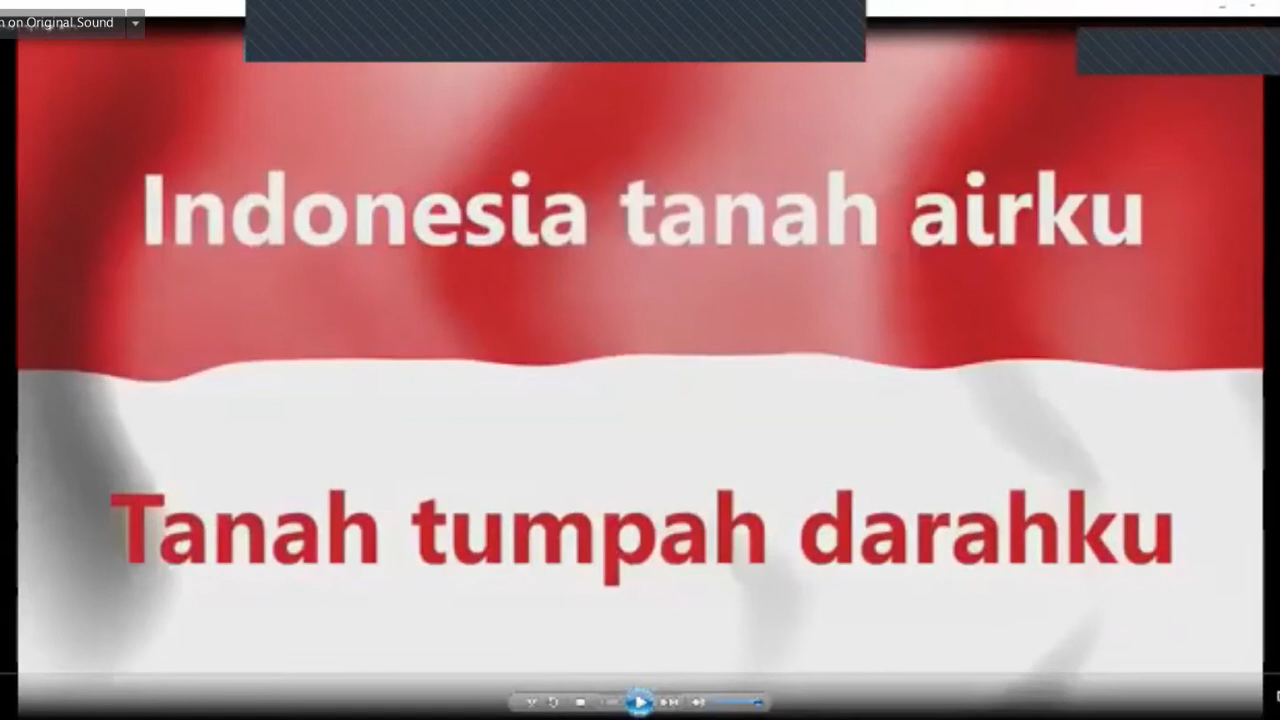 on Original Sound
Indonesia tanah airku
Tanah tumpah darahku